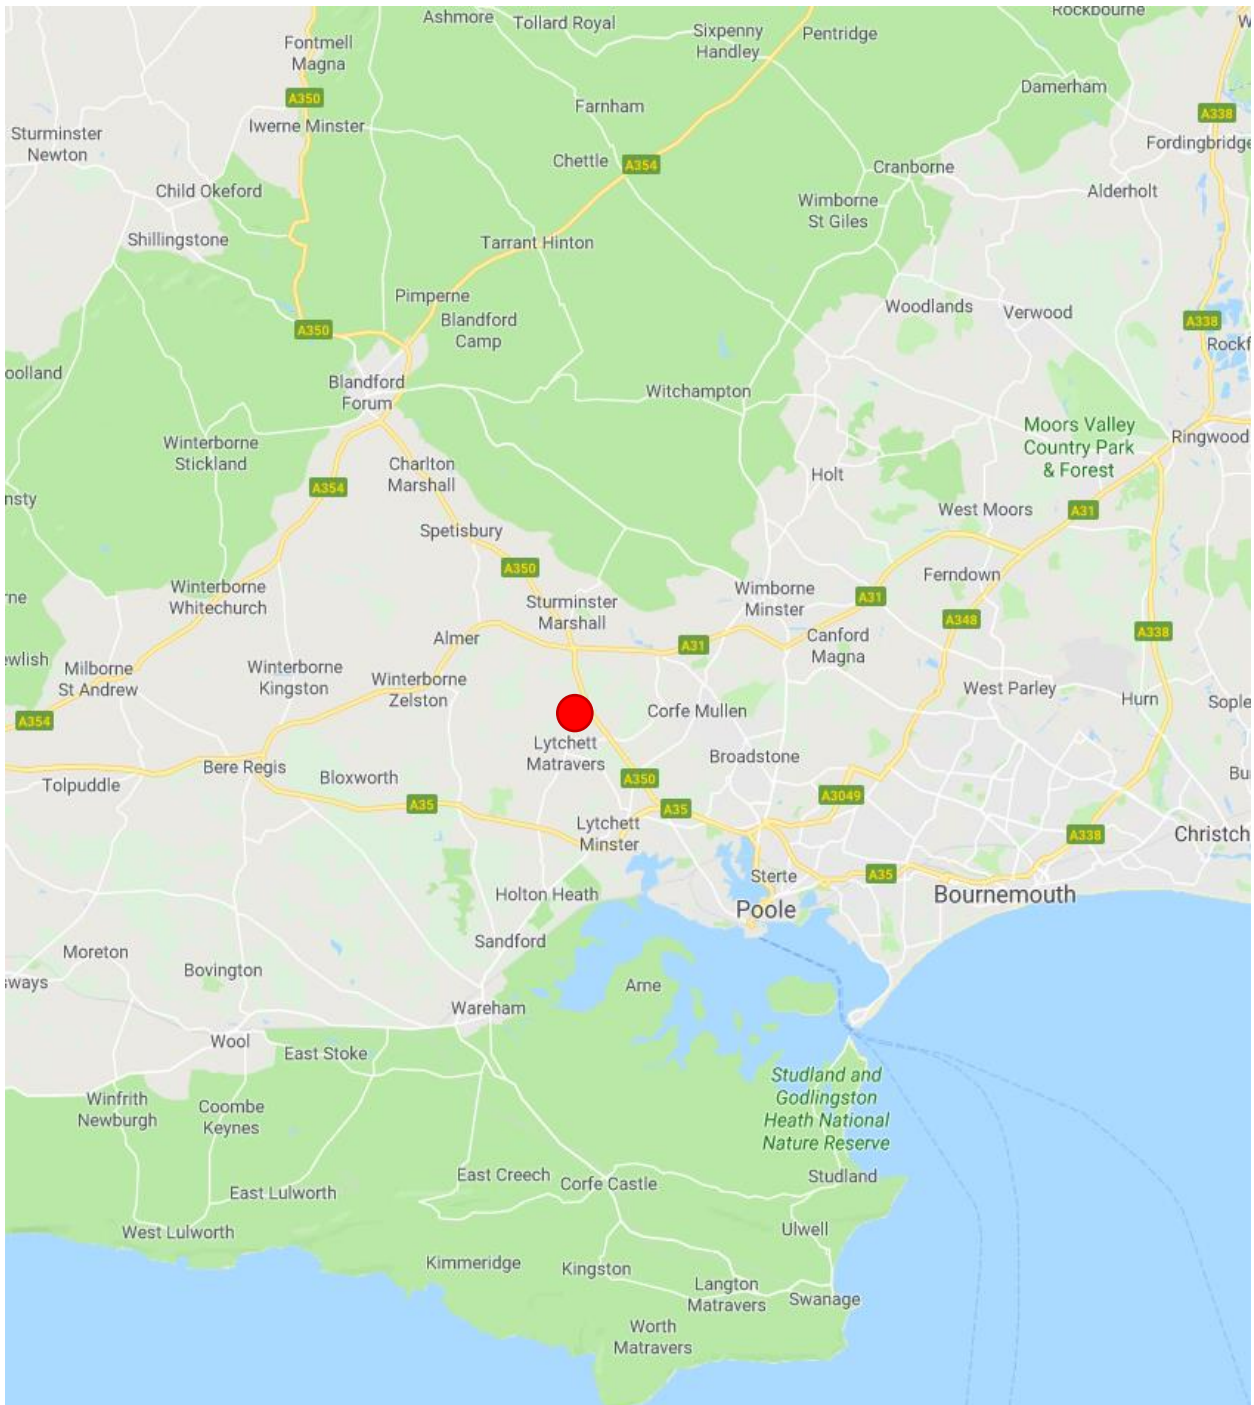 Ashmore
Tollard Royal
Sixpenny
Handley
Pentridge
Rockbourne
Fontmell
Magna
Damerham
A350
Farnham
A338
Sturminster
Newton
Iwerne Minster
Fordingbridge
Chettle
A354
Cranborne
Child Okeford
Alderholt
Wimborne
St Giles
Shillingstone
Tarrant Hinton
Pimperne
Woodlands
Verwood
Blandford
Camp
A350
A338
Rockf
oolland
Blandford
Forum
Witchampton
Moors Valley
Country Park
& Forest
Ringwood
Winterborne
Stickland
Charlton
Marshall
Holt
A354
nsty
West Moors
A31
Spetisbury
A350
Ferndown
Winterborne
Whitechurch
Wimborne
Minster
A31
rne
Sturminster
Marshall
A348
Almer
A31
Canford
Magna
A338
ewlish
Milborne
St Andrew
Winterborne
Kingston
Winterborne
Zelston
West Parley
Hurn
Sople
A354
Corfe Mullen
Lytchett
Matravers
Broadstone
Bere Regis
Bloxworth
A350
Bu
Tolpuddle
A35
A35
A3049
Lytchett
Minster
A338
Christch
Sterte
A35
Holton Heath
Poole
Bournemouth
Sandford
Moreton
Bovington
sways
Arne
Wareham
Wool
East Stoke
Studland and
Godlingston
Heath National
Nature Reserve
Winfrith
Newburgh
Coombe
Keynes
East Creech
Corfe Castle
Studland
East Lulworth
West Lulworth
Ulwell
Kimmeridge
Kingston
Langton
Matravers
Swanage
Worth
Matravers